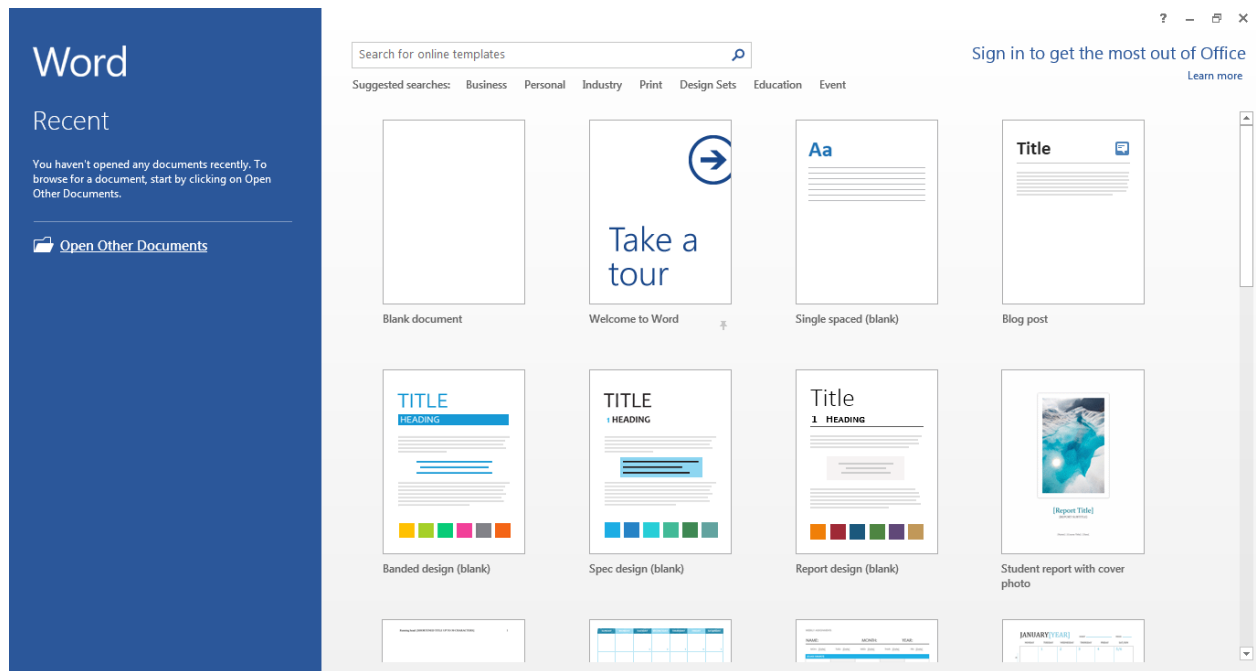 Word
Recent
You haven't opened any documents recently. To
browse for a document, start by clicking on Open
Other Documents.
Open Other Documents
?
Search for online templates
Sign in to get the most out of Office
Learn more
Suggested searches: Business Personal Industry Print Design Sets Education Event
Take a
tour
Aa
Title
Blank document
Welcome to Word
Single spaced (blank)
Blog post
TITLE
HEADING
TITLE
1 HEADING
Title
1 HEADING
[Report Title]
Banded design (blank)
Spec design (blank)
Report design (blank)
Student report with cover
photo
NAME: MONTH: YEAR:
JANUARY[YEAR]